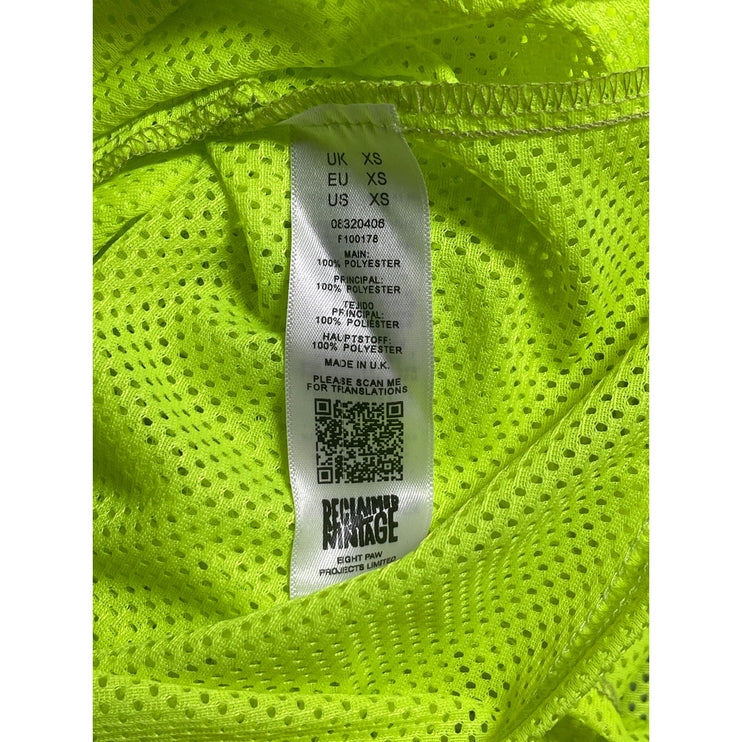 UK XS
EU XS
US XS
08320406
F100178
MAIN:
100% POLYESTER
PRINCIPAL:
100% POLYESTER
TEJIDO
PRINCIPAL:
100% POLIÉSTER
HAUPTSTOFF:
100% POLYESTER
MADE IN U.K.
PLEASE SCAN ME
FOR TRANSLATIONS
RECLAIMED
VINTAGE
EIGHT PAW
PROJECTS LIMITED